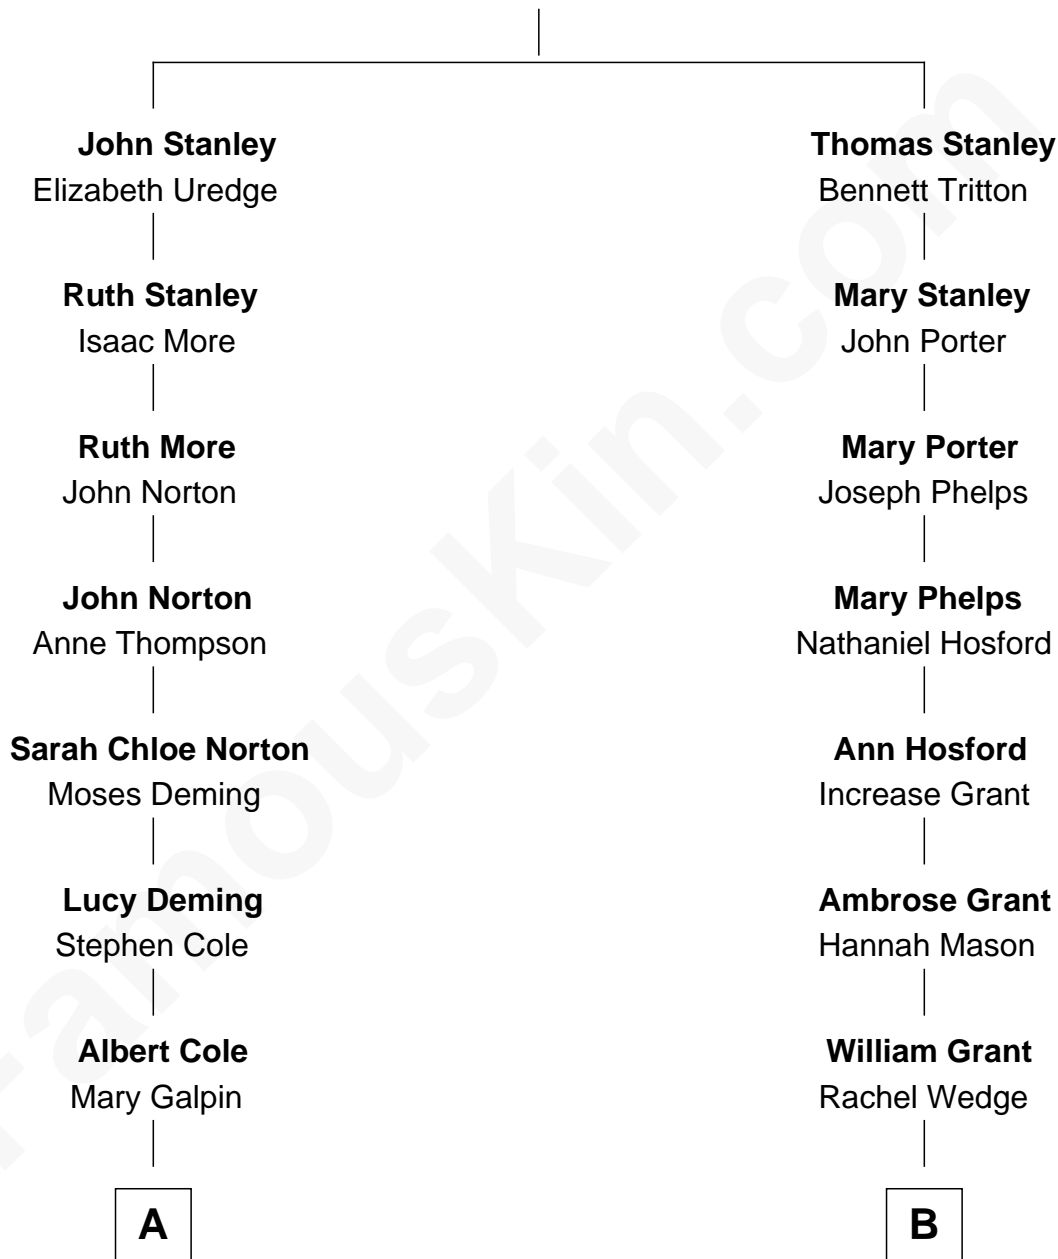 John Stanley
Elizabeth Uredge
Thomas Stanley
Bennett Tritton
Ruth Stanley
Isaac More
Mary Stanley
John Porter
Ruth More
John Norton
Mary Porter
Joseph Phelps
John Norton
Anne Thompson
Mary Phelps
Nathaniel Hosford
Sarah Chloe Norton
Moses Deming
Ann Hosford
Increase Grant
Lucy Deming
Stephen Cole
Ambrose Grant
Hannah Mason
Albert Cole
Mary Galpin
William Grant
Rachel Wedge
A
B
FamousKin.com